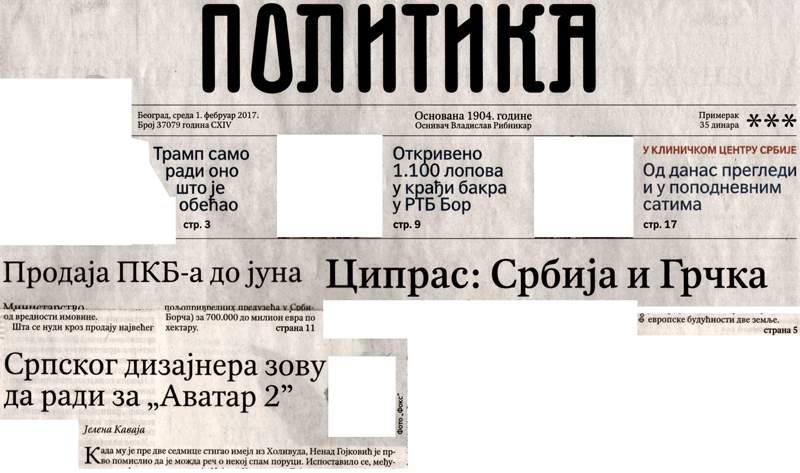 ПОЛИТИКА
Београд, среда 1. фебруар 2017.
Број 37079 година CXIV
Основана 1904. године
Оснивач Владислав Рибникар
Примерак
35 динара
***
Трамп само
ради оно
што је
обећао
стр. 3
Откривено
1.100 лопова
у крађи бакра
у РТБ Бор
стр. 9
У КЛИНИЧКОМ ЦЕНТРУ СРБИЈЕ
Од данас прегледи
и у поподневним
сатима
стр. 17
Продаја ПКБ-а до јуна
Министарство
од вредности имовине.
Шта се нуди кроз продају највећег
пољопривредних предузећа у Срби-
Борча) за 700.000 до милион евра по
хектару.
страна 11
Ципрас: Србија и Грчка
европске будућности две земље.
страна 5
Српског дизајнера зову
да ради за „Аватар 2”
Фото „Фокс”
Јелена Каваја
Када му је пре две седмице стигао имејл из Холивуда, Ненад Гојковић је пр-
во помислио да је можда реч о некој спам поруци. Испоставило се, међу-